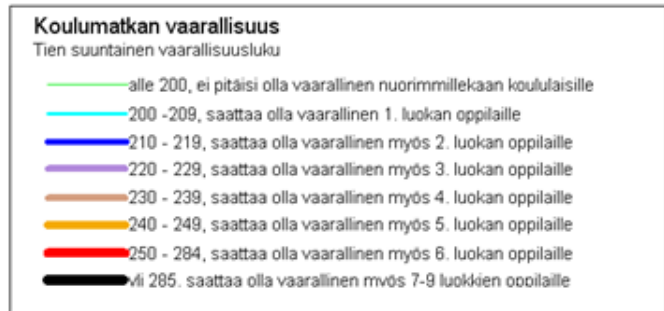 Koulumatkan vaarallisuus
Tien suuntainen vaarallisuusluku
alle 200, ei pitäisi olla vaarallinen nuorimmillekaan koululaisille
200 -209, saattaa vaarallinen 1. luokan oppilaille
210 - 219, saattaa olla vaarallinen myös 2. luokan oppilaille
220 - 229, saattaa olla vaarallinen myös 3. luokan oppilaille
230 - 239, saattaa olla vaarallinen myös 4. luokan oppilaille
240 - 249, saattaa olla vaarallinen myös 5. luokan oppilaille
250 - 284, saattaa olla vaarallinen myös 6. luokan oppilaille
yli 285. saattaa olla vaarallinen myös 7-9 luokkien oppilaille